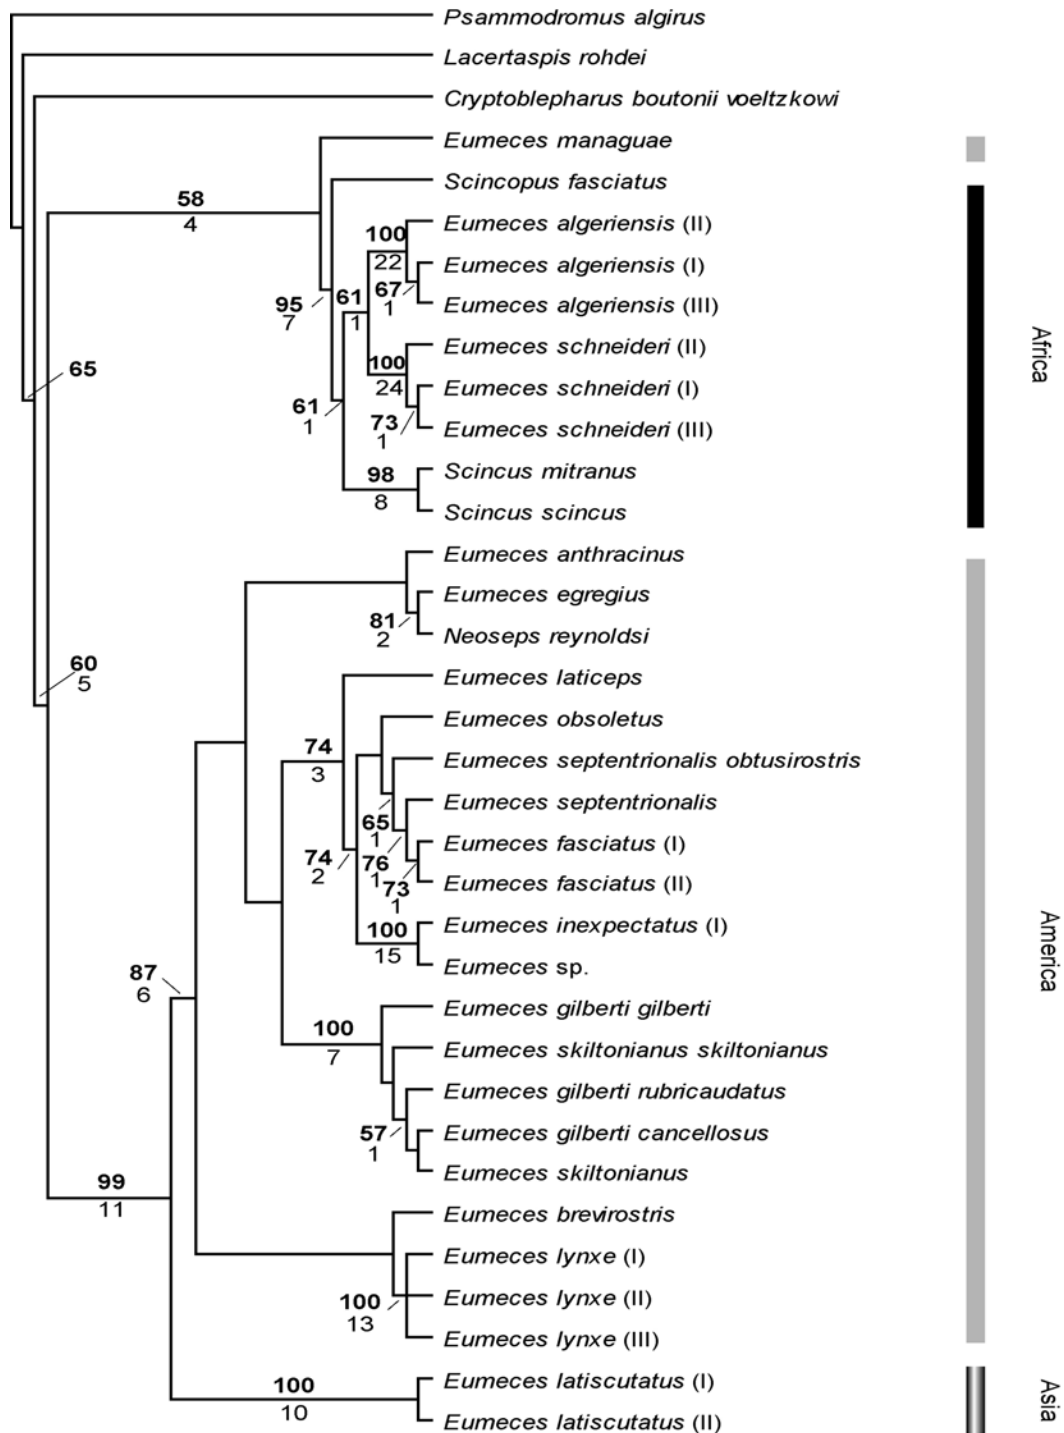 Psammodromus algirus
Lacertaspis rohdei
Cryptoblepharus boutonii voeltzkowi
Eumeces managuae
Scincopus fasciatus
58
4
Eumeces algeriensis (II)
100
22
Eumeces algeriensis (I)
67
1
Eumeces algeriensis (III)
95
7
61
1
Eumeces schneideri (II)
100
24
Eumeces schneideri (I)
61
1
73
1
Eumeces schneideri (III)
65
Scincus mitranus
98
8
Scincus scincus
Africa
Eumeces anthracinus
Eumeces egregius
81
2
Neoseps reynoldsi
60
5
Eumeces laticeps
Eumeces obsoletus
74
3
Eumeces septentrionalis obtusirostris
Eumeces septentrionalis
65
1
Eumeces fasciatus (I)
74
2
76
1
73
1
Eumeces fasciatus (II)
Eumeces inexpectatus (I)
100
15
Eumeces sp.
America
87
6
Eumeces gilberti gilberti
100
7
Eumeces skiltonianus skiltonianus
Eumeces gilberti rubricaudatus
57
1
Eumeces gilberti cancellosus
Eumeces skiltonianus
99
11
Eumeces brevirostris
Eumeces lynxe (I)
Eumeces lynxe (II)
100
13
Eumeces lynxe (III)
Eumeces latiscutatus (I)
100
10
Eumeces latiscutatus (II)
Asia